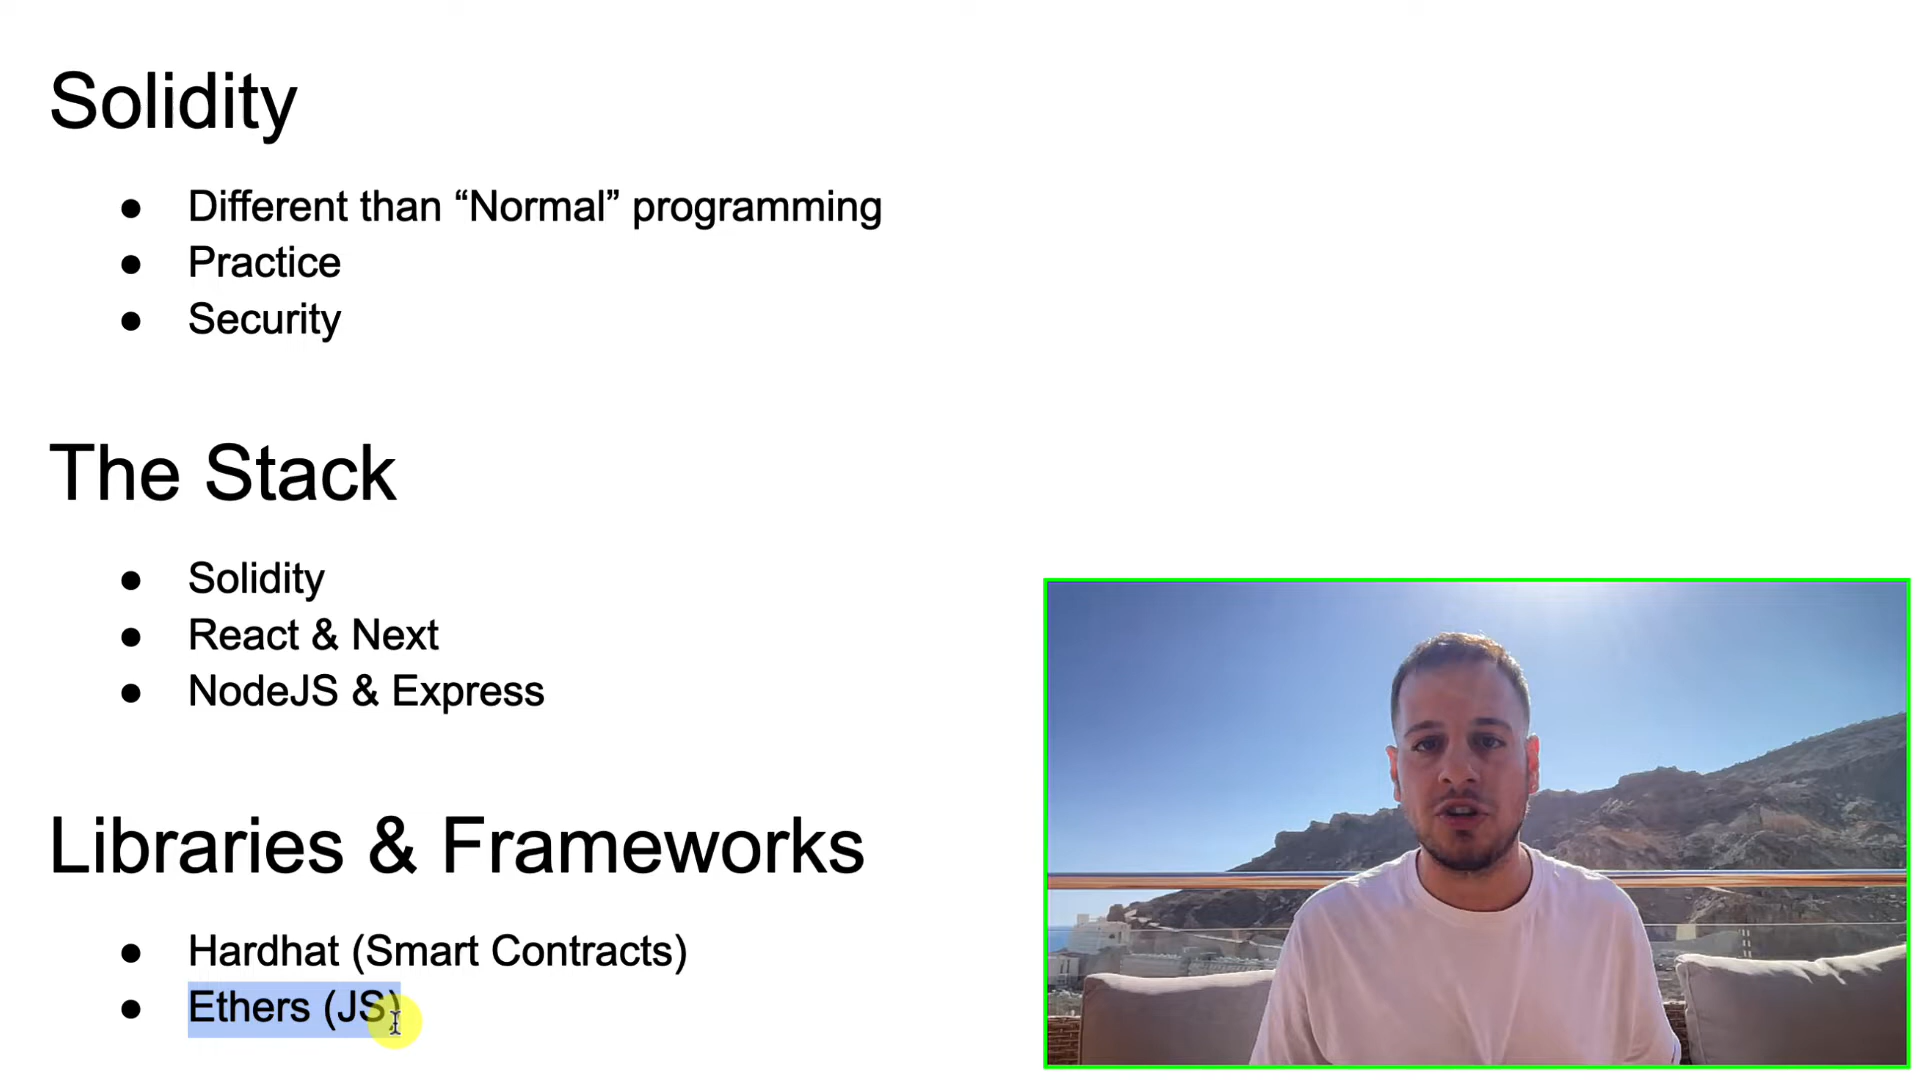 Solidity
● Different than “Normal” programming
● Practice
● Security
The Stack
● Solidity
● React & Next
● NodeJS & Express
Libraries & Frameworks
● Hardhat (Smart Contracts)
● Ethers (JS)